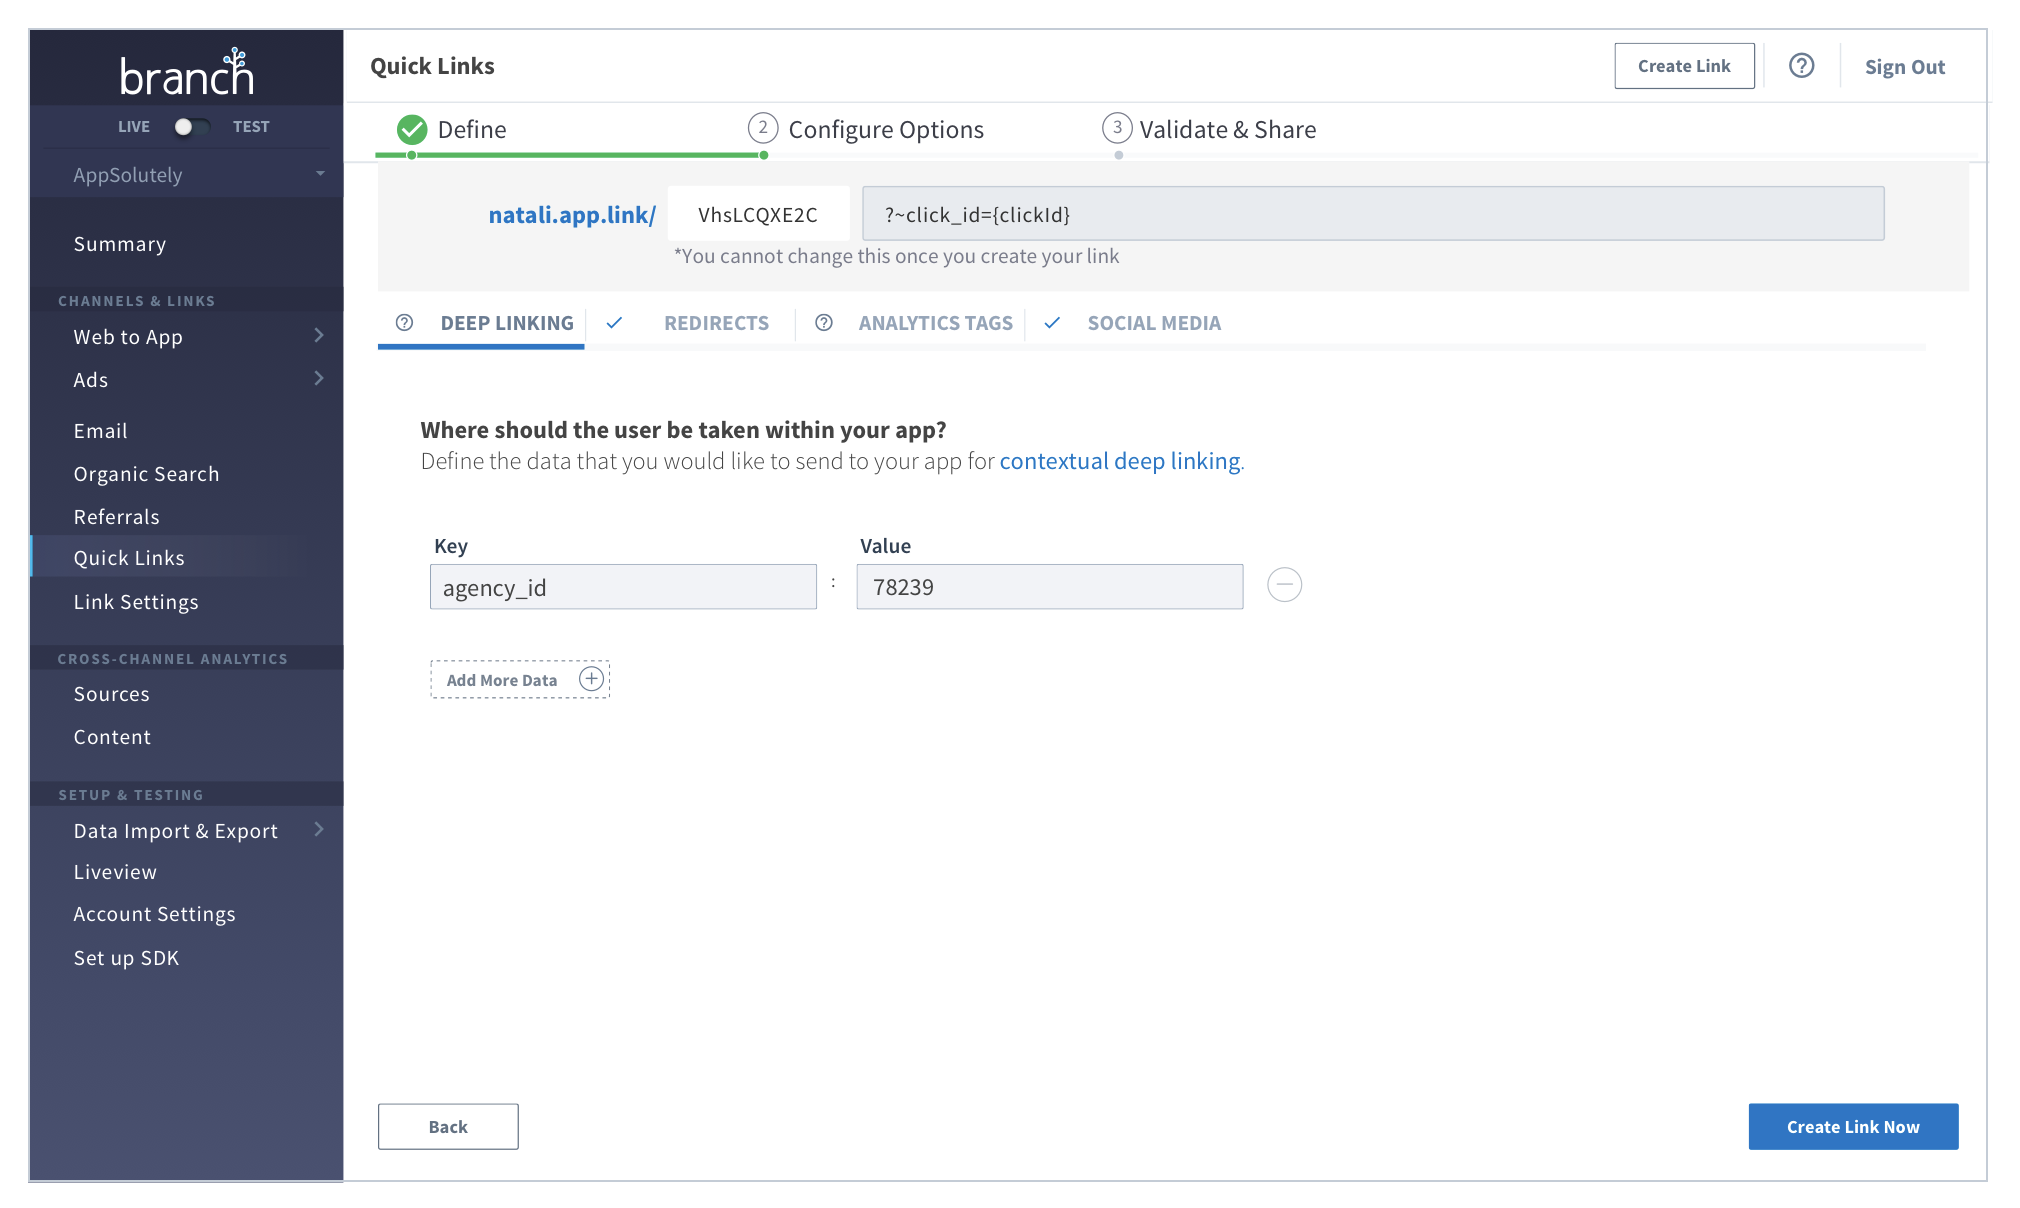 branch
LIVE TEST
AppSolutely
Summary
CHANNELS & LINKS
Web to App
Ads
Email
Organic Search
Referrals
Quick Links
Link Settings
CROSS-CHANNEL ANALYTICS
Sources
Content
SETUP & TESTING
Data Import & Export
Liveview
Account Settings
Set up SDK
Quick Links
Create Link
?
Sign Out
Define
2 Configure Options
3 Validate & Share
natali.app.link/ VhsLCQXE2C ?~click_id={clickId}
*You cannot change this once you create your link
? DEEP LINKING REDIRECTS ? ANALYTICS TAGS SOCIAL MEDIA
Where should the user be taken within your app?
Define the data that you would like to send to your app for contextual deep linking.
Key Value
agency_id : 78239
Add More Data
Back Create Link Now